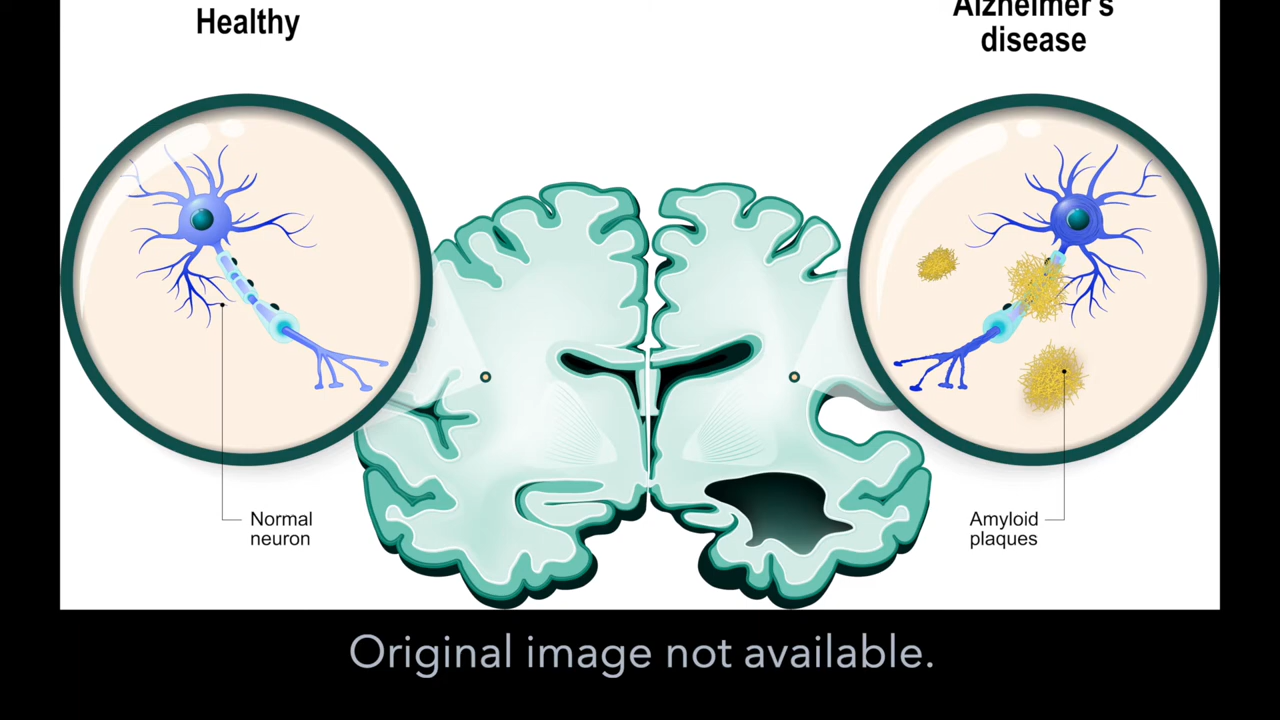 Healthy
Alzheimer's
disease
Normal
neuron
Amyloid
plaques
Original image not available.